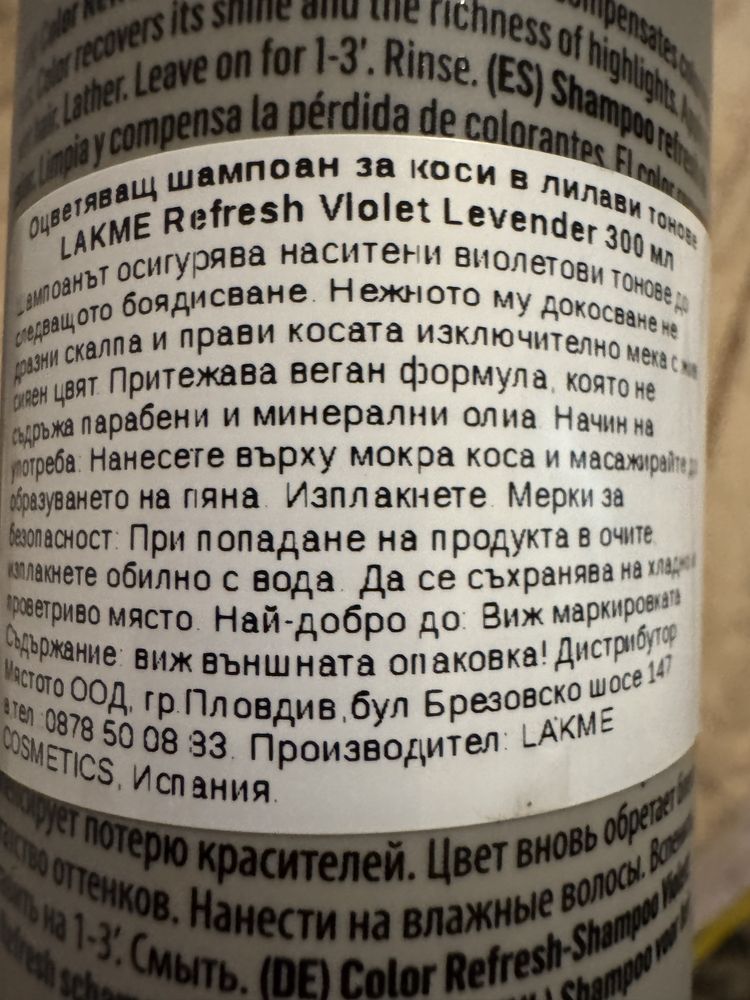 Color recovers its shine and the richness of highlights.
hair. Lather. Leave on for 1-3'. Rinse. (ES) Shampoo
Limpia y compensa la pérdida de colorantes. El color
Оцветяващ шампоан за коси в лилави тонове
LAKME Refresh VIolet Levender 300 мл
Шампоанът осигурява наситени виолетови тонове до
следващото боядисване. Нежното му докосване не
дразни скалпа и прави косата изключително мека с
силен цвят. Притежава веган формула, която не
съдръжа парабени и минерални олиа. Начин на
употреба: Нанесете върху мокра коса и масажирайте до
образуването на пяна. Изплакнете. Мерки за
безопасност: При попадане на продукта в очите
изплакнете обилно с вода. Да се съхранява на хладно и
проветриво място. Най-добро до: Виж маркировката
Съдържание: виж външната опаковка! Дистрибутор
Мястото ООД, гр.Пловдив,бул Брезовско шосе 147
а,тел :0878 50 08 33. Производител: LAKME
COSMETICS, Испания.
потерю красителей. Цвет вновь обретает
оттенков. Нанести на влажные волосы.
на 1-3’. Смыть. (DE) Color Refresh-Shampoo Violet
Shampoo